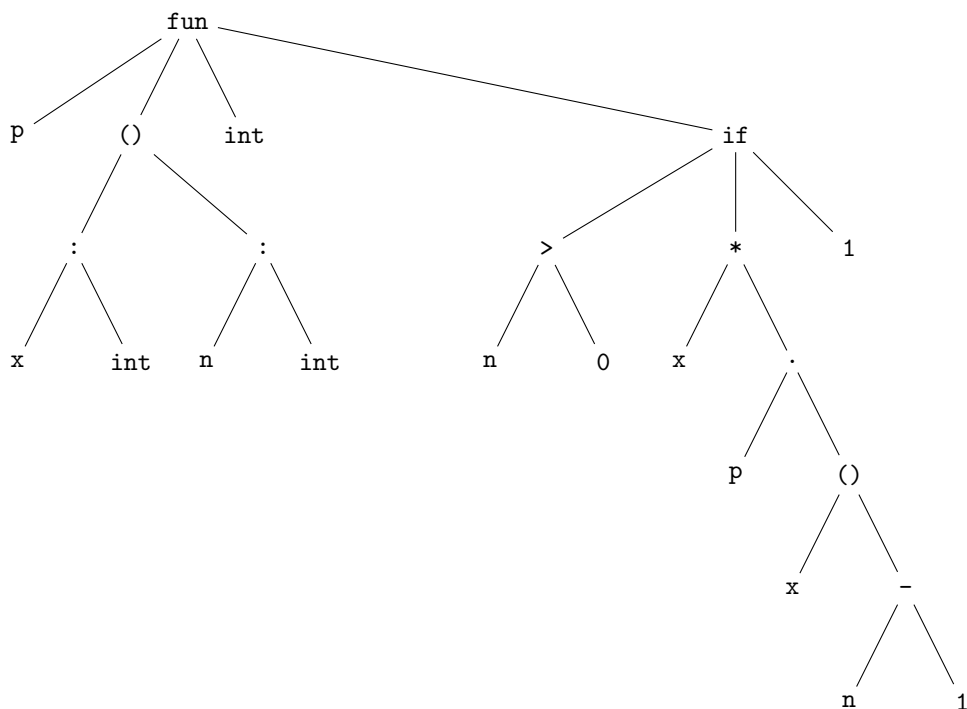 fun
p () int if
: : > * 1
x int n int n 0 x .
p ()
x -
n 1